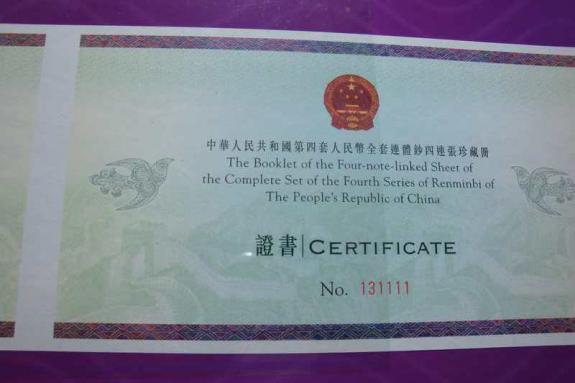 中華人民共和國第四套人民幣全套連體鈔四連張珍藏冊
The Booklet of the Four-note-linked Sheet of
the Complete Set of the Fourth Series of Renminbi of
The People's Republic of China
證書|CERTIFICATE
No. 131111